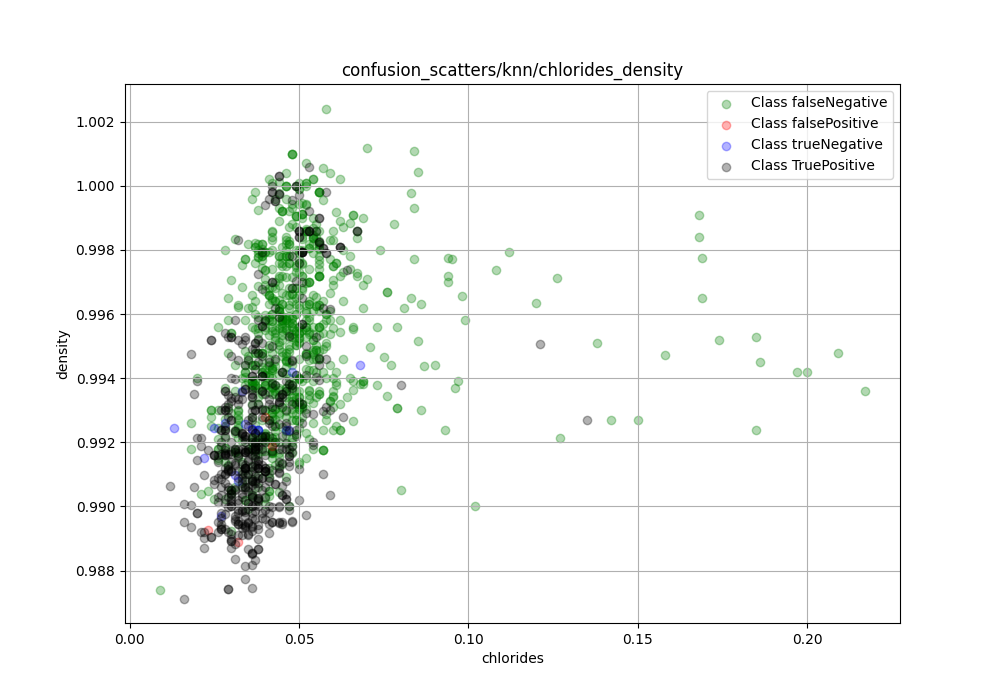 confusion_scatters/knn/chlorides_density
Class falseNegative
Class falsePositive
Class trueNegative
Class TruePositive
density
1.002
1.000
0.998
0.996
0.994
0.992
0.990
0.988
0.00
0.05
0.10
0.15
0.20
chlorides